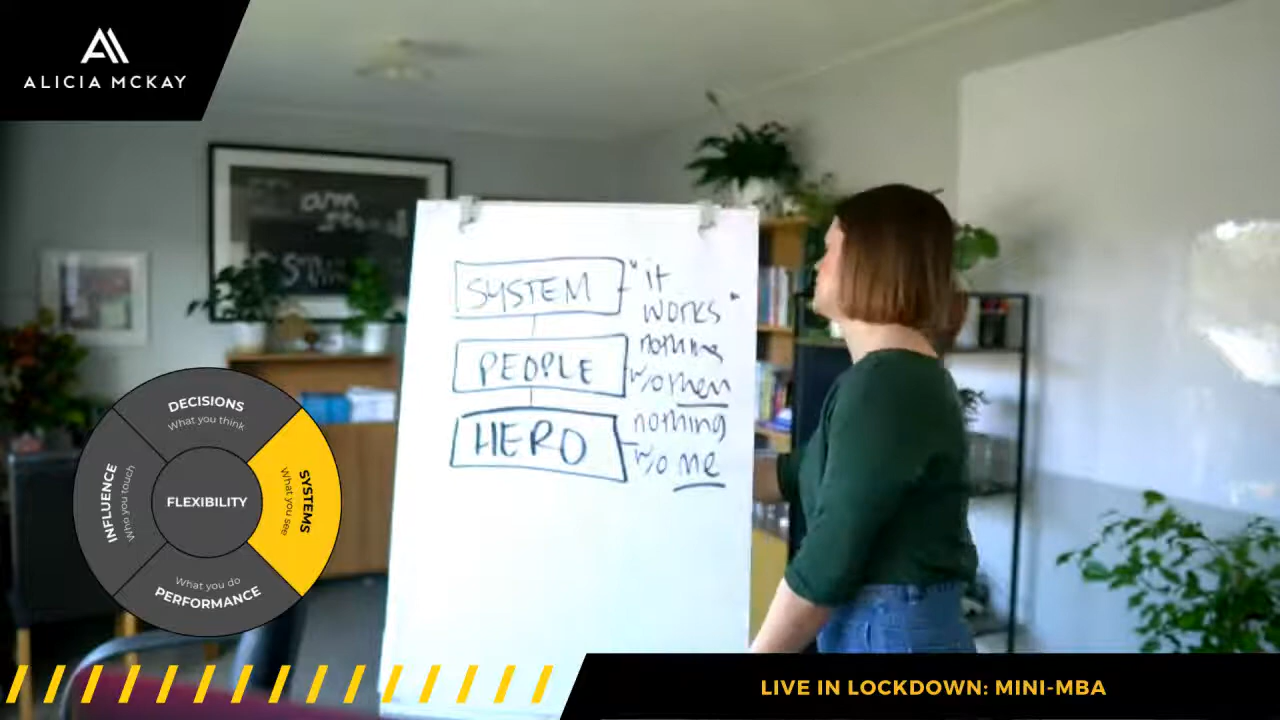 ALICIA MCKAY
am
SYSTEM
"it
works"
PEOPLE
nothing
w/o them
HERO
nothing
w/o me
DECISIONS
What you think
INFLUENCE
Who you touch
FLEXIBILITY
SYSTEMS
What you see
What you do
PERFORMANCE
LIVE IN LOCKDOWN: MINI-MBA